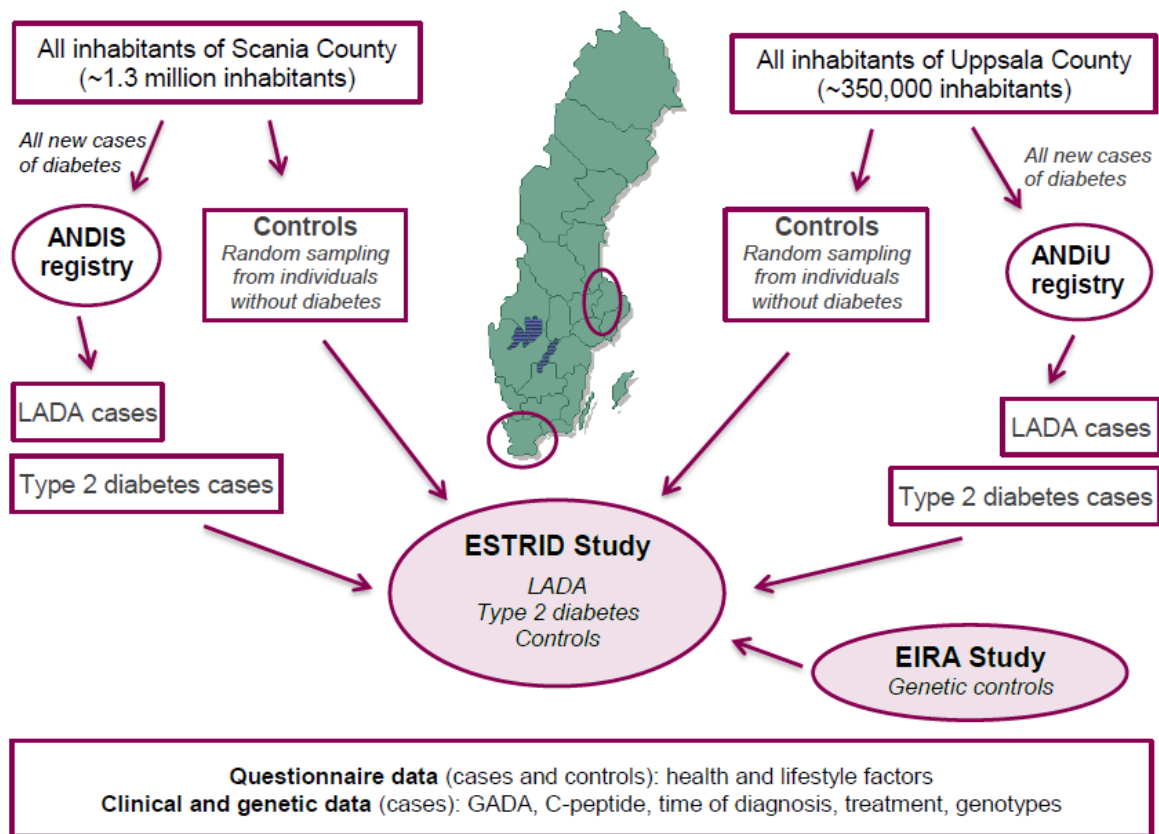 All inhabitants of Scania County
(~1.3 million inhabitants)
All new cases
of diabetes
ANDIS
registry
Controls
Random sampling
from individuals
without diabetes
LADA cases
Type 2 diabetes cases
All inhabitants of Uppsala County
(~350,000 inhabitants)
All new cases
of diabetes
Controls
Random sampling
from individuals
without diabetes
ANDiU
registry
LADA cases
Type 2 diabetes cases
ESTRID Study
LADA
Type 2 diabetes
Controls
EIRA Study
Genetic controls
Questionnaire data (cases and controls): health and lifestyle factors
Clinical and genetic data (cases): GADA, C-peptide, time of diagnosis, treatment, genotypes